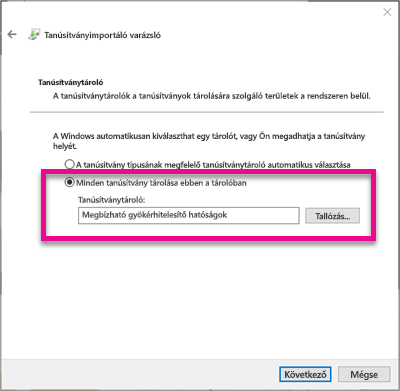 Tanúsítványimportáló varázsló
Tanúsítványtároló
A tanúsítványtárolók a tanúsítványok tárolására szolgáló területek a rendszeren belül.
A Windows automatikusan kiválaszthat egy tárolót, vagy Ön megadhatja a tanúsítvány
helyét.
A tanúsítvány típusának megfelelő tanúsítványtároló automatikus választása
Minden tanúsítvány tárolása ebben a tárolóban
Tanúsítványtároló:
Megbízható gyökérhitelesítő hatóságok
Tallózás...
Következő
Mégse